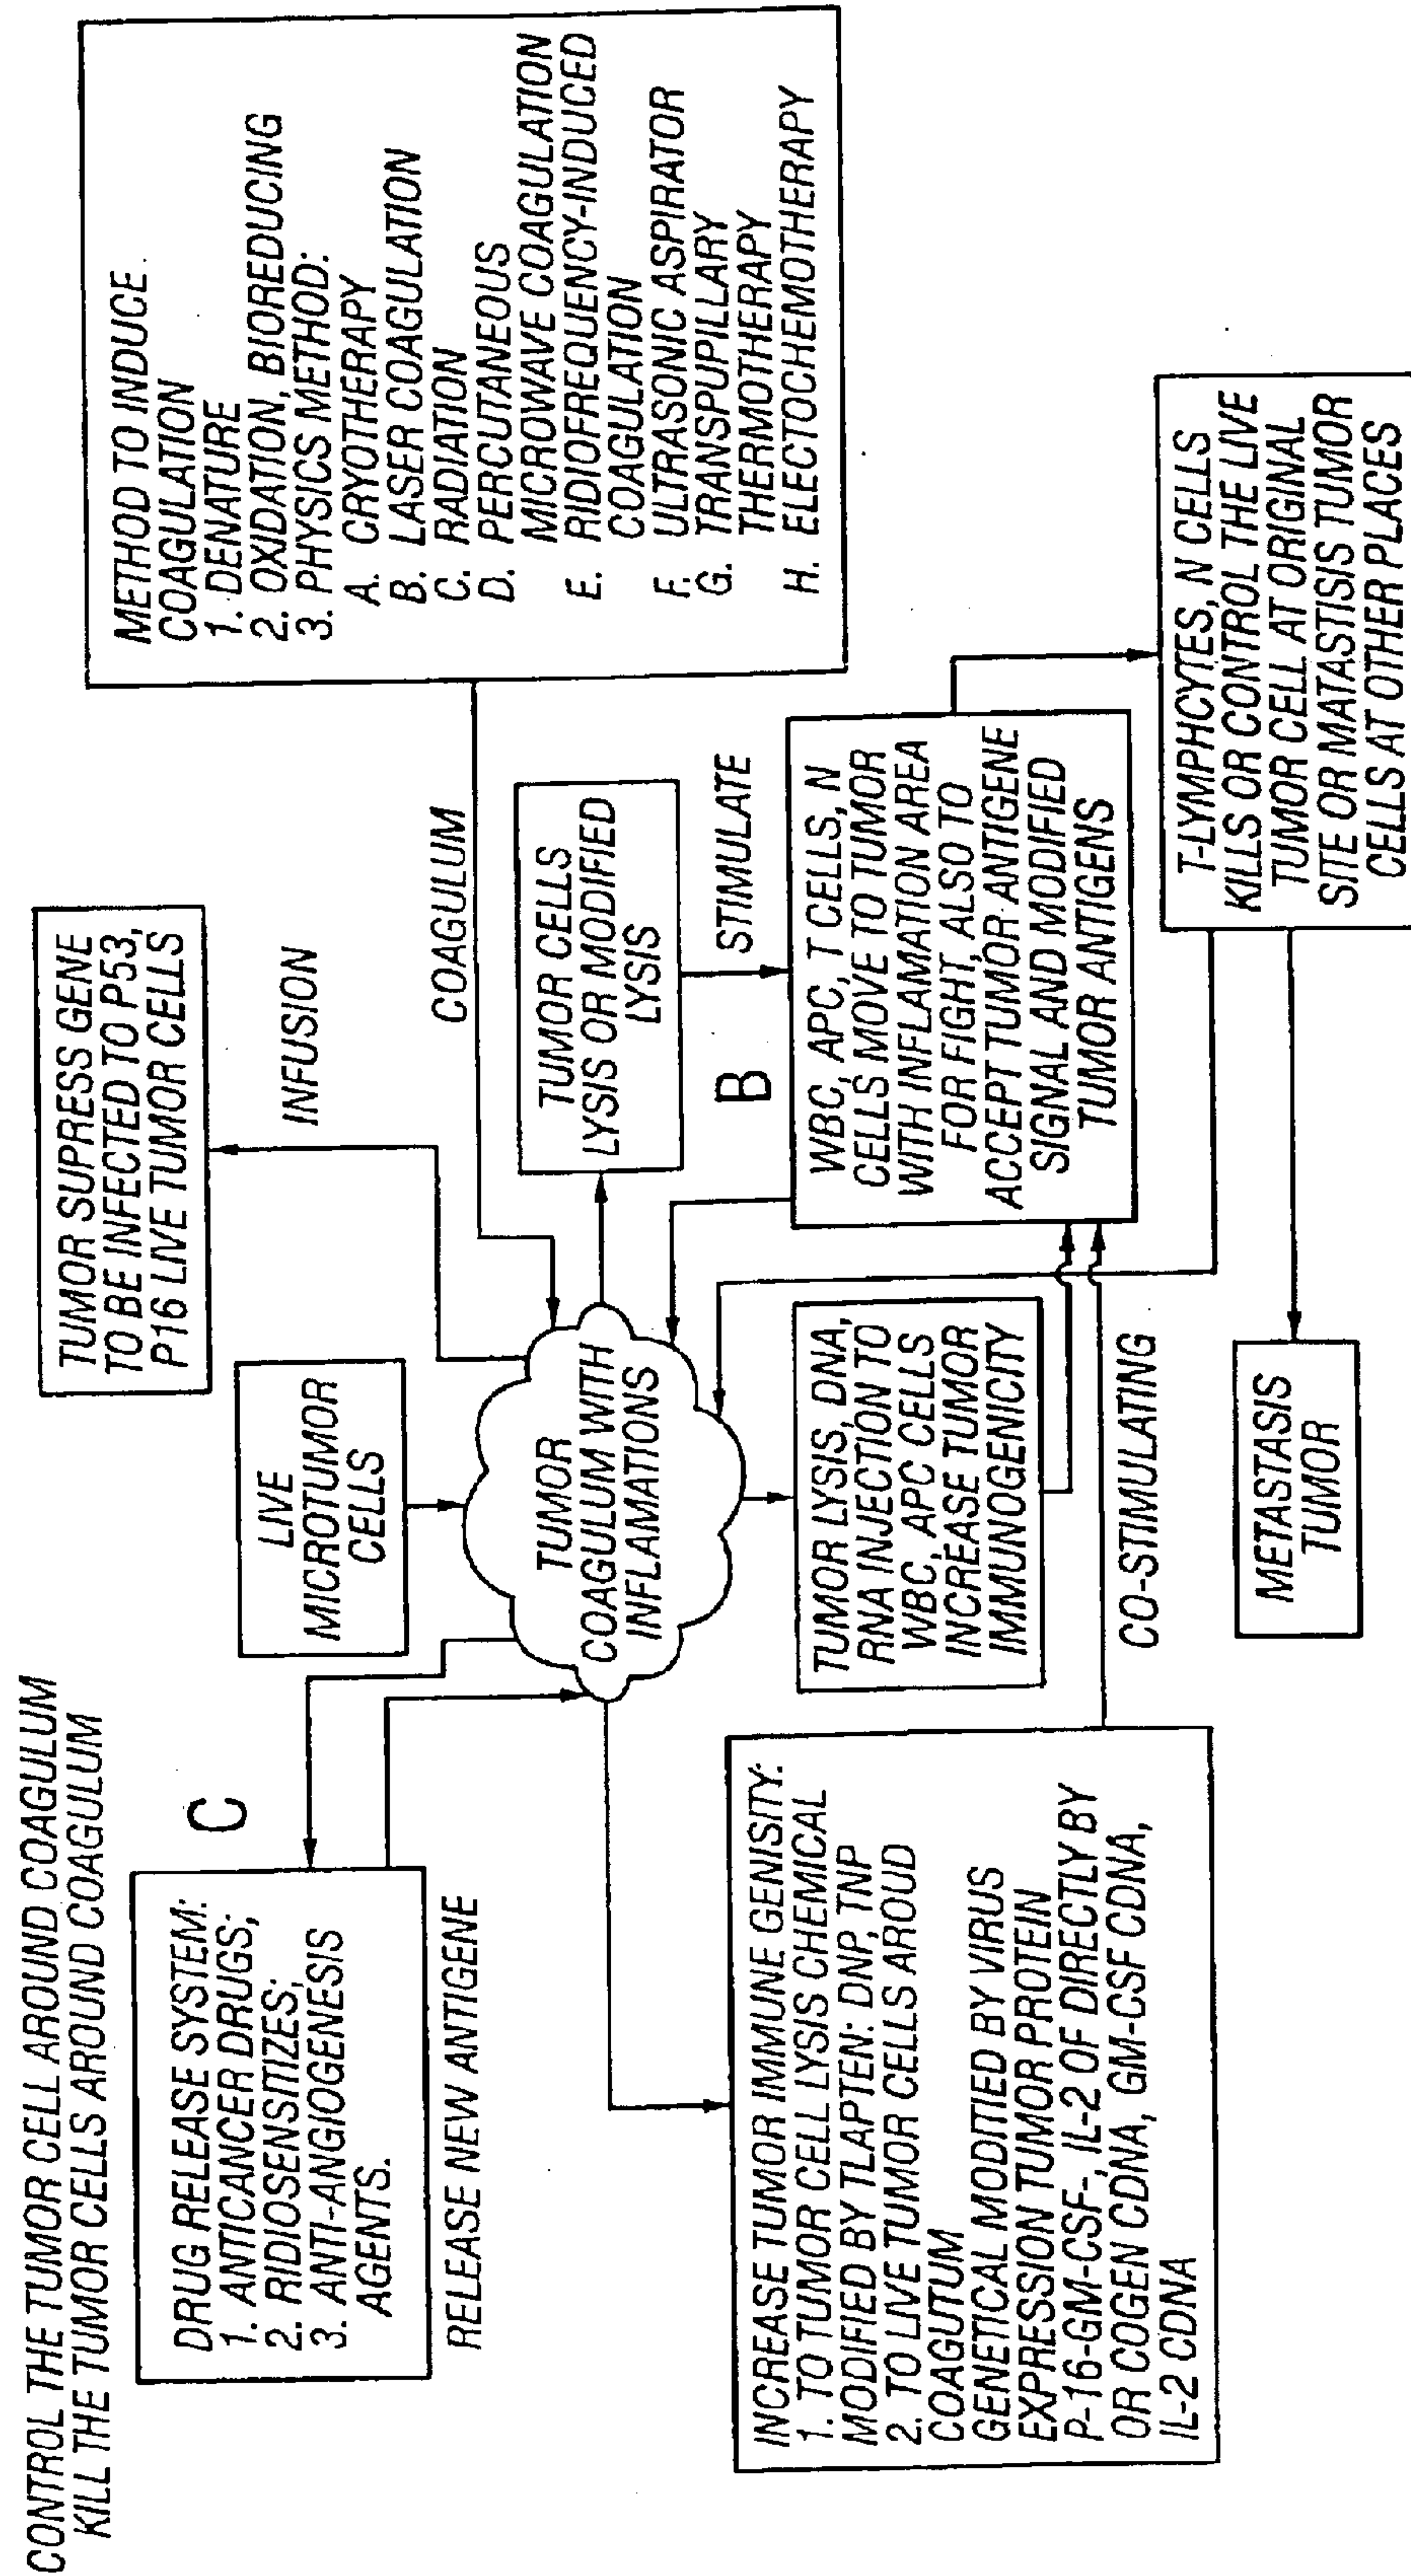 CONTROL THE TUMOR CELL AROUND COAGULUM
KILL THE TUMOR CELLS AROUND COAGULUM
C
DRUG RELEASE SYSTEM:
1. ANTICANCER DRUGS;
2. RIDIOSENSITIZES;
3. ANTI-ANGIOGENESIS
AGENTS.
RELEASE NEW ANTIGENE
INCREASE TUMOR IMMUNE GENISITY:
1. TO TUMOR CELL LYSIS CHEMICAL
MODIFIED BY TLAPTEN: DNP, TNP
2. TO LIVE TUMOR CELLS AROUD
COAGUTUM
GENETICAL MODITIED BY VIRUS
EXPRESSION TUMOR PROTEIN
P-16-GM-CSF-, IL-2 OF DIRECTLY BY
OR COGEN CDNA, GM-CSF CDNA,
IL-2 CDNA
TUMOR SUPRESS GENE
TO BE INFECTED TO P53,
P16 LIVE TUMOR CELLS
INFUSION
LIVE
MICROTUMOR
CELLS
TUMOR
COAGULUM WITH
INFLAMATIONS
TUMOR LYSIS, DNA,
RNA INJECTION TO
WBC, APC CELLS
INCREASE TUMOR
IMMUNOGENICITY
CO-STIMULATING
METASTASIS
TUMOR
COAGULUM
TUMOR CELLS
LYSIS OR MODIFIED
LYSIS
B
STIMULATE
WBC, APC, T CELLS, N
CELLS MOVE TO TUMOR
WITH INFLAMATION AREA
FOR FIGHT, ALSO TO
ACCEPT TUMOR ANTIGENE
SIGNAL AND MODIFIED
TUMOR ANTIGENS
METHOD TO INDUCE
COAGULATION
1. DENATURE
2. OXIDATION, BIOREDUCING
3. PHYSICS METHOD:
A. CRYOTHERAPY
B. LASER COAGULATION
C. RADIATION
D. PERCUTANEOUS
MICROWAVE COAGULATION
E. RIDIOFREQUENCY-INDUCED
COAGULATION
F. ULTRASONIC ASPIRATOR
G. TRANSPUPILLARY
THERMOTHERAPY
H. ELECTOCHEMOTHERAPY
T-LYMPHCYTES, N CELLS
KILLS OR CONTROL THE LIVE
TUMOR CELL AT ORIGINAL
SITE OR MATASTISIS TUMOR
CELLS AT OTHER PLACES